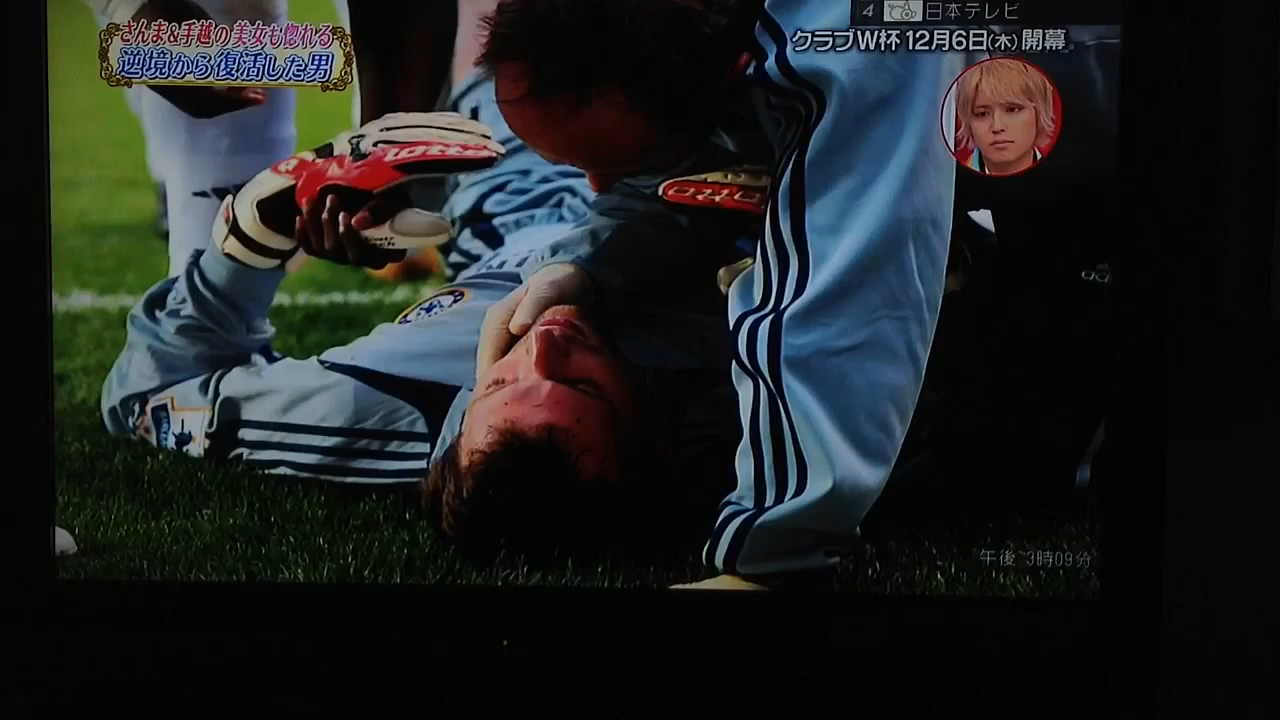 さんま&手越の美女も惚れる
逆境から復活した男
4 日本テレビ
クラブW杯 12月6日(木)開幕
lotto
午後 3時09分